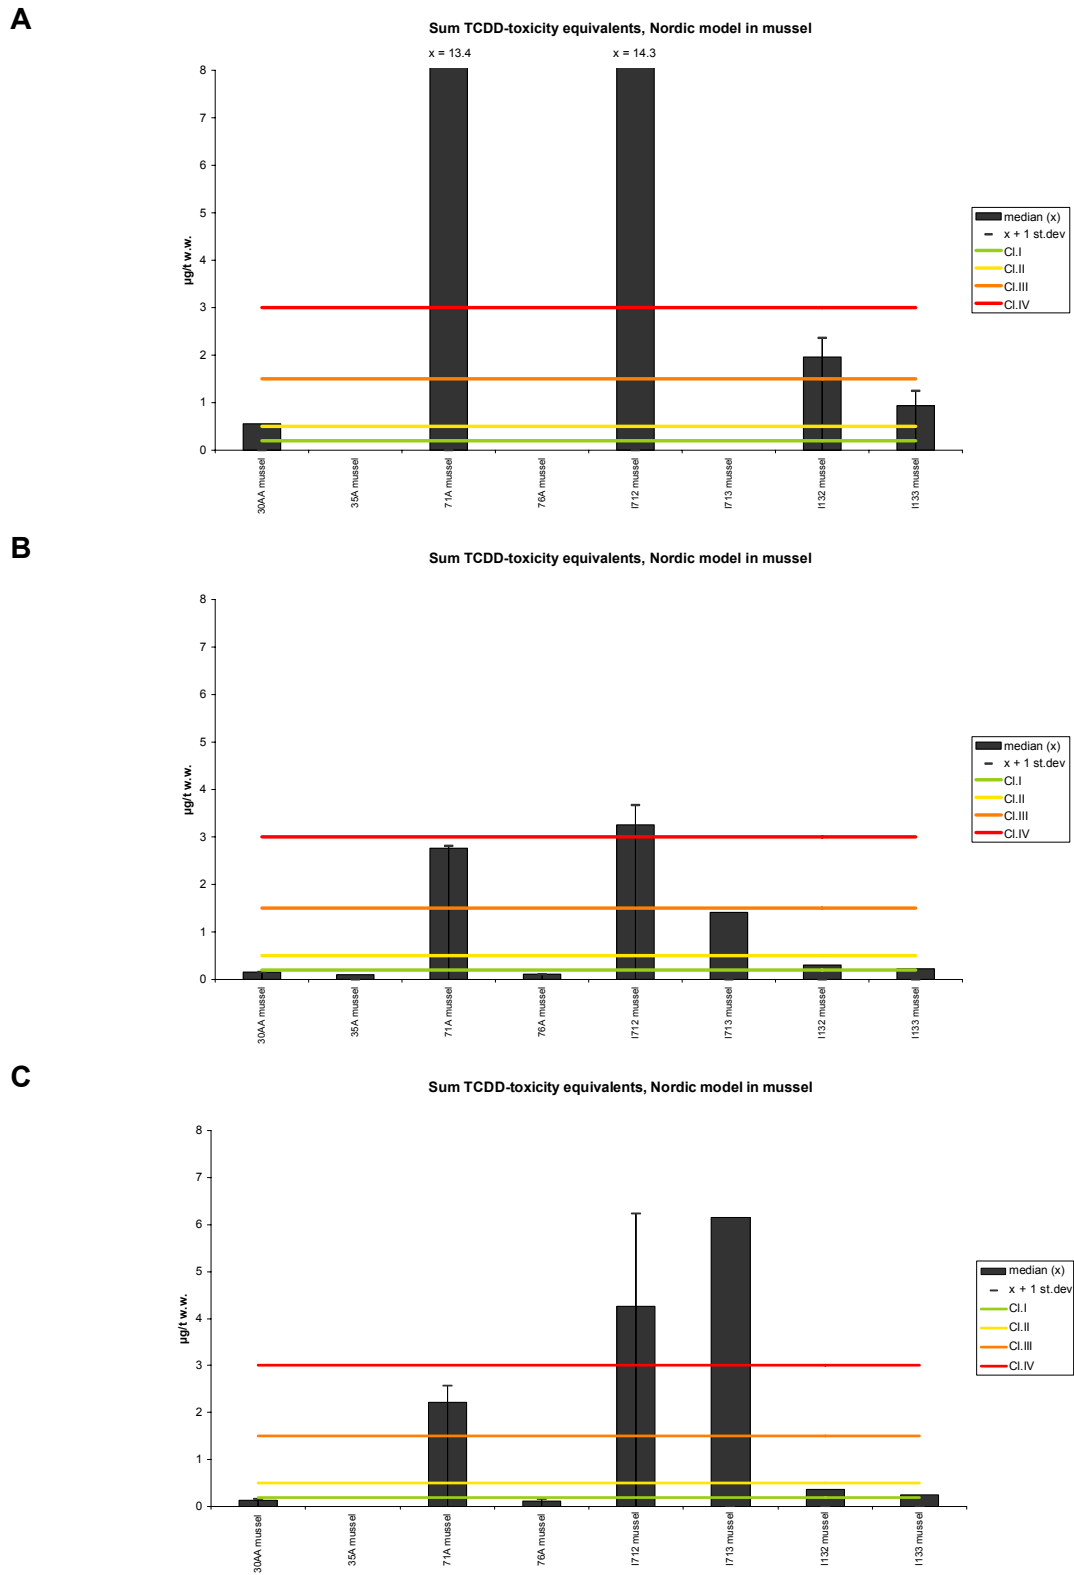 A
Sum TCDD-toxicity equivalents, Nordic model in mussel
x = 13.4
x = 14.3
8
7
6
5
4
3
2
1
0
µg/t w.w.
30AA mussel
35A mussel
71A mussel
76A mussel
I712 mussel
I713 mussel
I132 mussel
I133 mussel
median (x)
x + 1 st.dev
Cl.I
Cl.II
Cl.III
Cl.IV
B
Sum TCDD-toxicity equivalents, Nordic model in mussel
8
7
6
5
4
3
2
1
0
µg/t w.w.
30AA mussel
35A mussel
71A mussel
76A mussel
I712 mussel
I713 mussel
I132 mussel
I133 mussel
median (x)
x + 1 st.dev
Cl.I
Cl.II
Cl.III
Cl.IV
C
Sum TCDD-toxicity equivalents, Nordic model in mussel
8
7
6
5
4
3
2
1
0
µg/t w.w.
30AA mussel
35A mussel
71A mussel
76A mussel
I712 mussel
I713 mussel
I132 mussel
I133 mussel
median (x)
x + 1 st.dev
Cl.I
Cl.II
Cl.III
Cl.IV